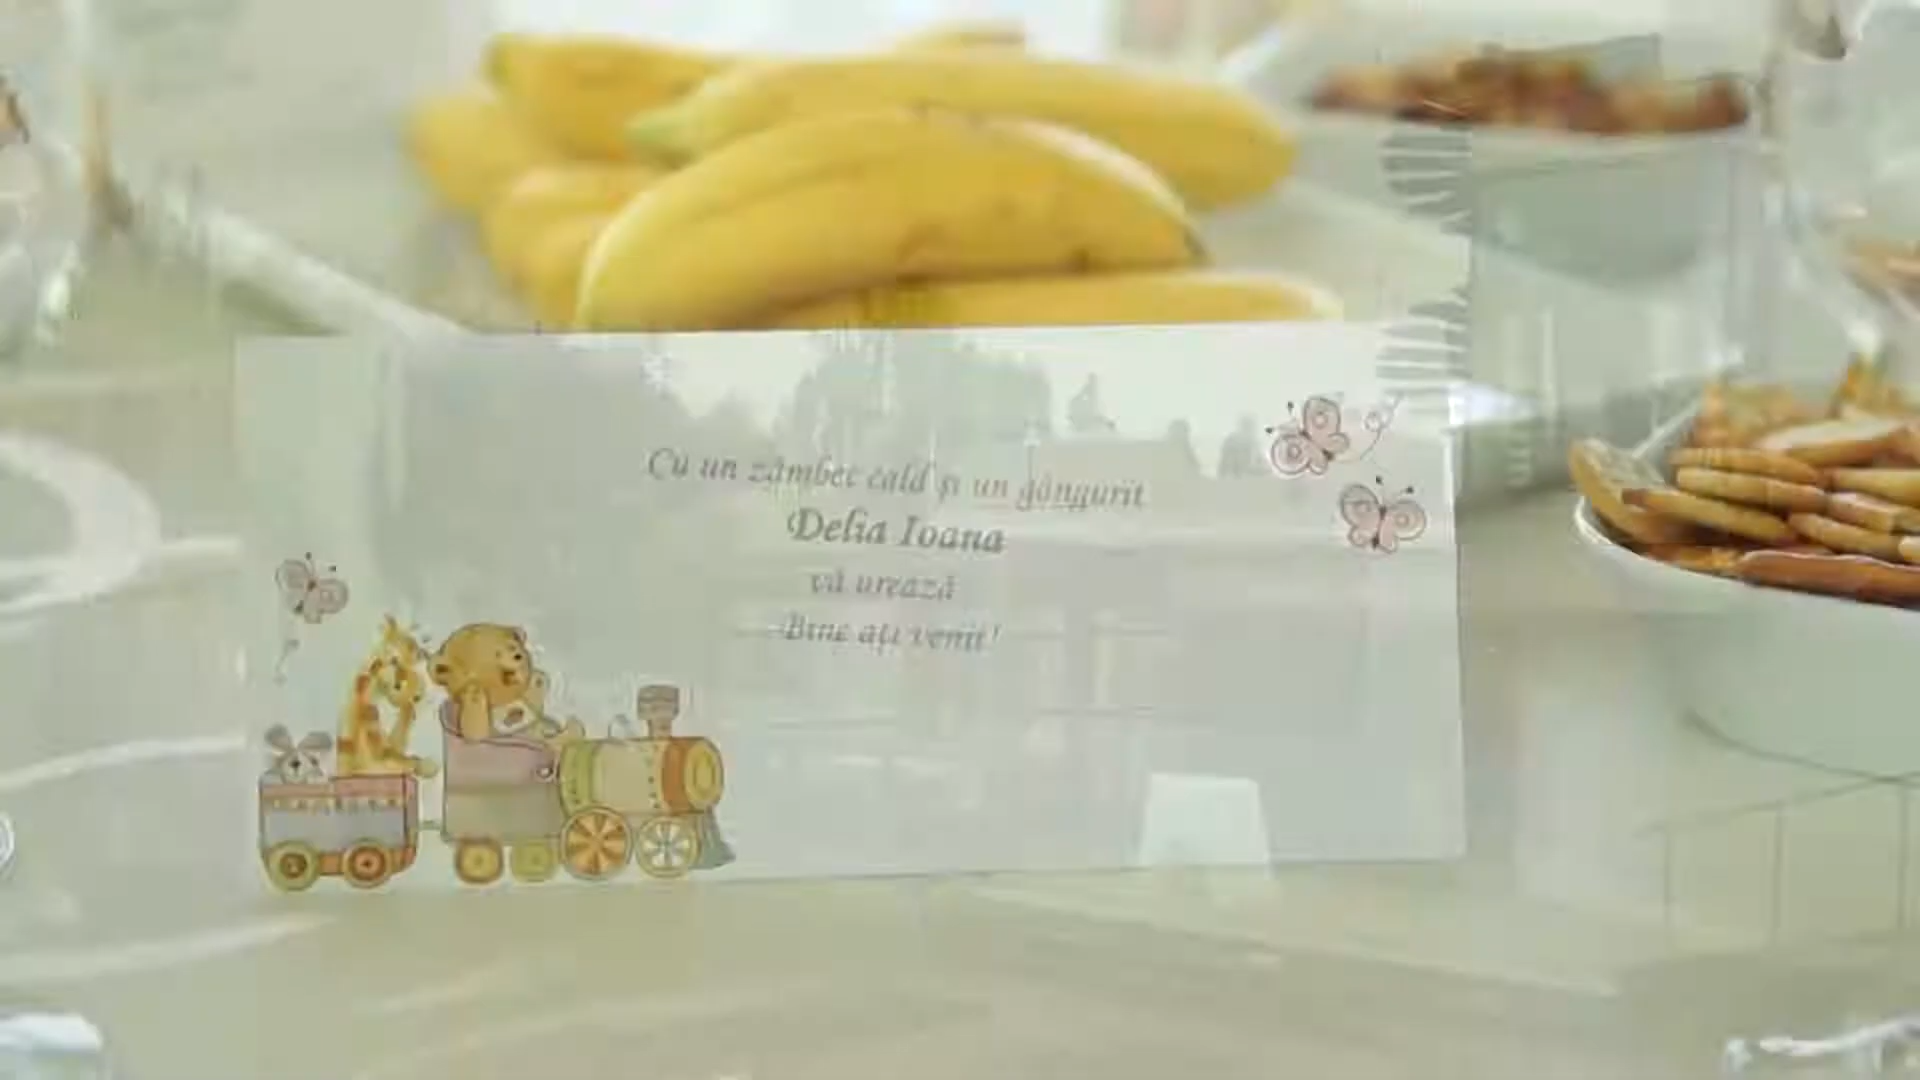 Cu un zâmbet cald și un gângurit
Delia Ioana
vă urează
Bine ați venit!